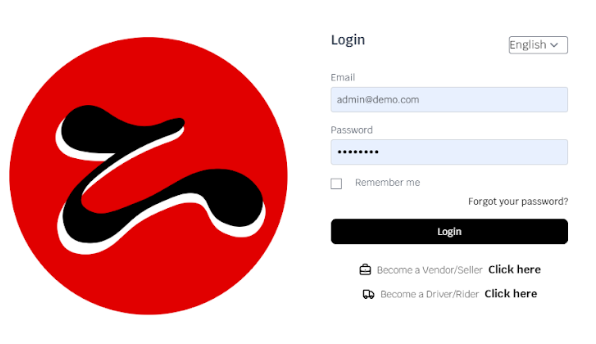 Login
English
Email
admin@demo.com
Password
••••••••
Remember me
Forgot your password?
Login
Become a Vendor/Seller Click here
Become a Driver/Rider Click here